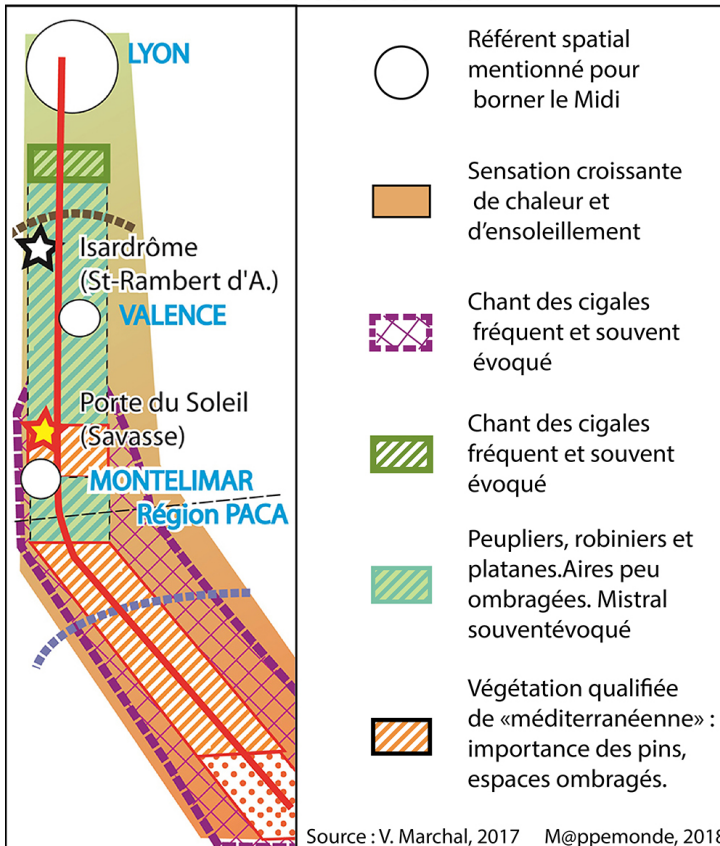 LYON
Isardrôme
(St-Rambert d'A.)
VALENCE
Porte du Soleil
(Savasse)
MONTELIMAR
Région PACA
Référent spatial
mentionné pour
borner le Midi
Sensation croissante
de chaleur et
d’ensoleillement
Chant des cigales
fréquent et souvent
évoqué
Chant des cigales
fréquent et souvent
évoqué
Peupliers, robiniers et
platanes.Aires peu
ombragées. Mistral
souventévoqué
Végétation qualifiée
de «méditerranéenne» :
importance des pins,
espaces ombragés.
Source : V. Marchal, 2017 M@ppemonde, 2018